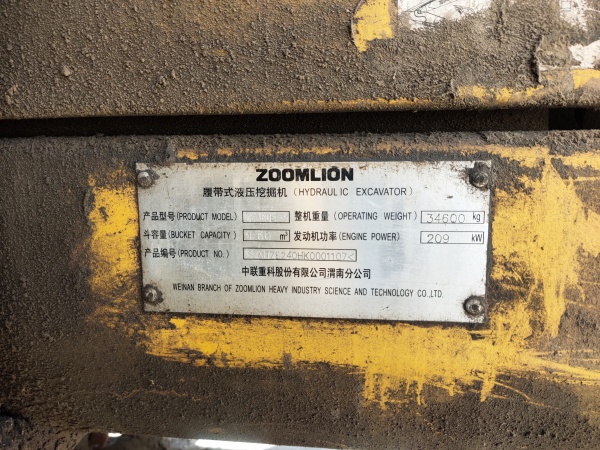 ZOOMLION
履带式液压挖掘机 (HYDRAULIC EXCAVATOR)
产品型号(PRODUCT MODEL) 整机重量 (OPERATING WEIGHT) 34600 kg
斗容量(BUCKET CAPACITY) m³ 发动机功率(ENGINE POWER) 209 kW
产品编号(PRODUCT NO.)
中联重科股份有限公司渭南分公司
WEINAN BRANCH OF ZOOMLION HEAVY INDUSTRY SCIENCE AND TECHNOLOGY CO.,LTD.